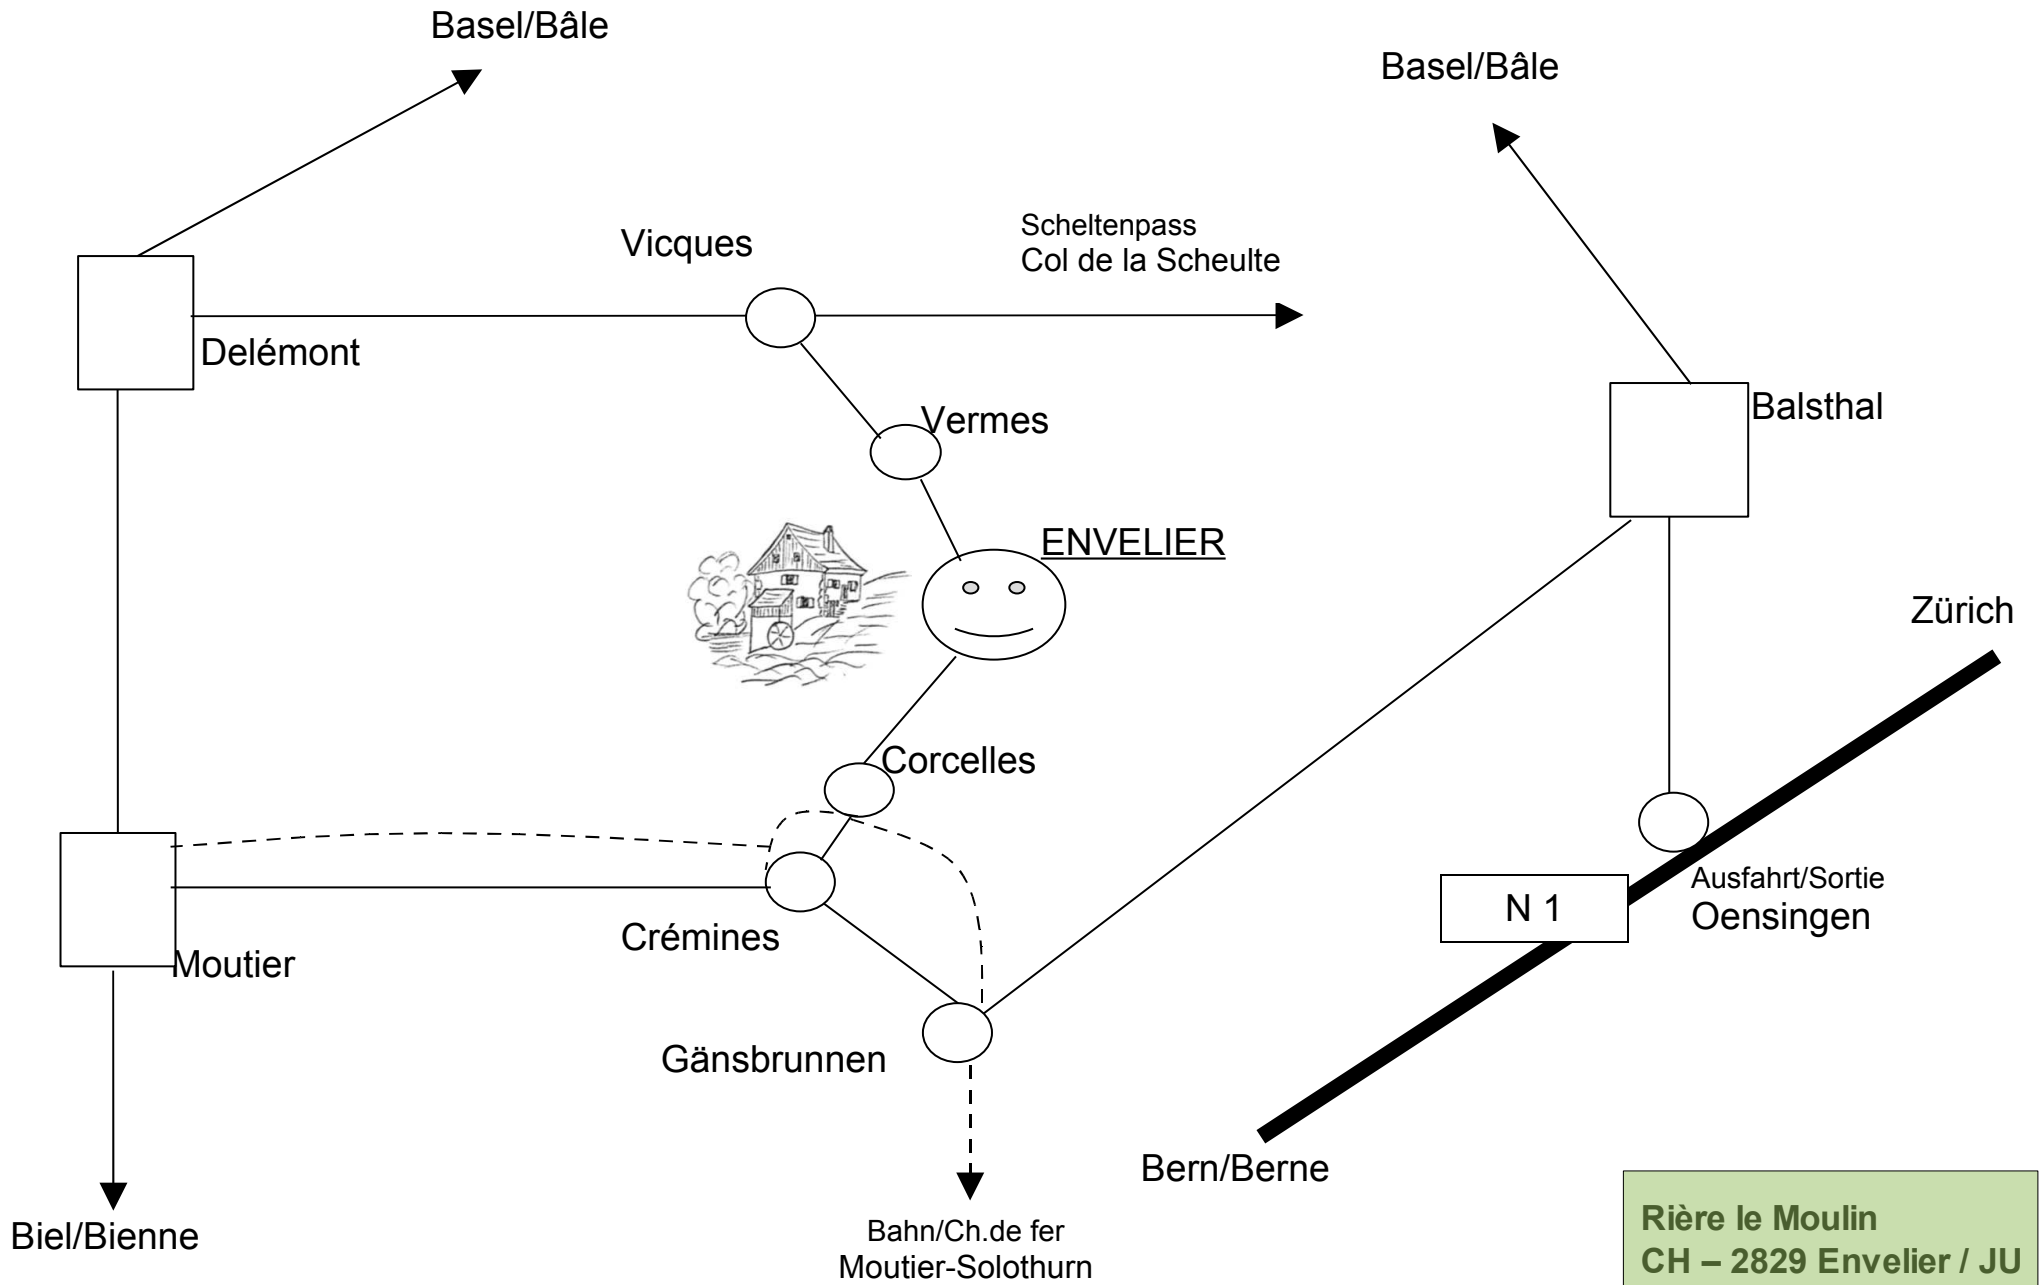 Basel/Bâle
Basel/Bâle
Vicques
Scheltenpass
Col de la Scheulte
Delémont
Vermes
Balsthal
ENVELIER
Zürich
Corcelles
Ausfahrt/Sortie
Oensingen
N 1
Crémines
Moutier
Gänsbrunnen
Bern/Berne
Biel/Bienne
Bahn/Ch.de fer
Moutier-Solothurn
Rière le Moulin
CH – 2829 Envelier / JU